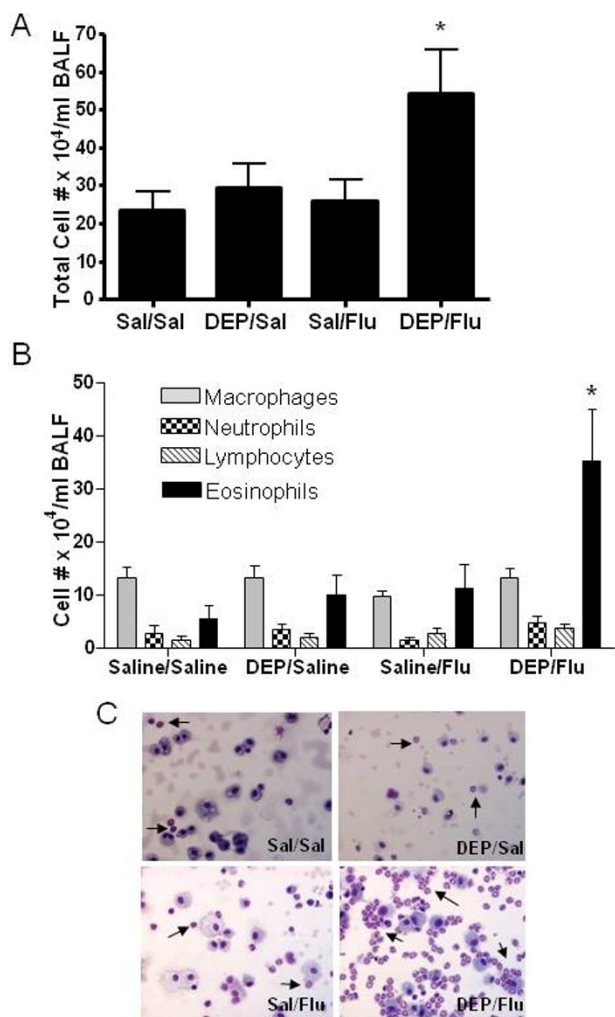 A
*
Total Cell # x 10⁴/ml BALF
70
60
50
40
30
20
10
0
Sal/Sal DEP/Sal Sal/Flu DEP/Flu
B
*
Cell # x 10⁴/ml BALF
50
40
30
20
10
0
Macrophages
Neutrophils
Lymphocytes
Eosinophils
Saline/Saline DEP/Saline Saline/Flu DEP/Flu
C
Sal/Sal
DEP/Sal
Sal/Flu
DEP/Flu